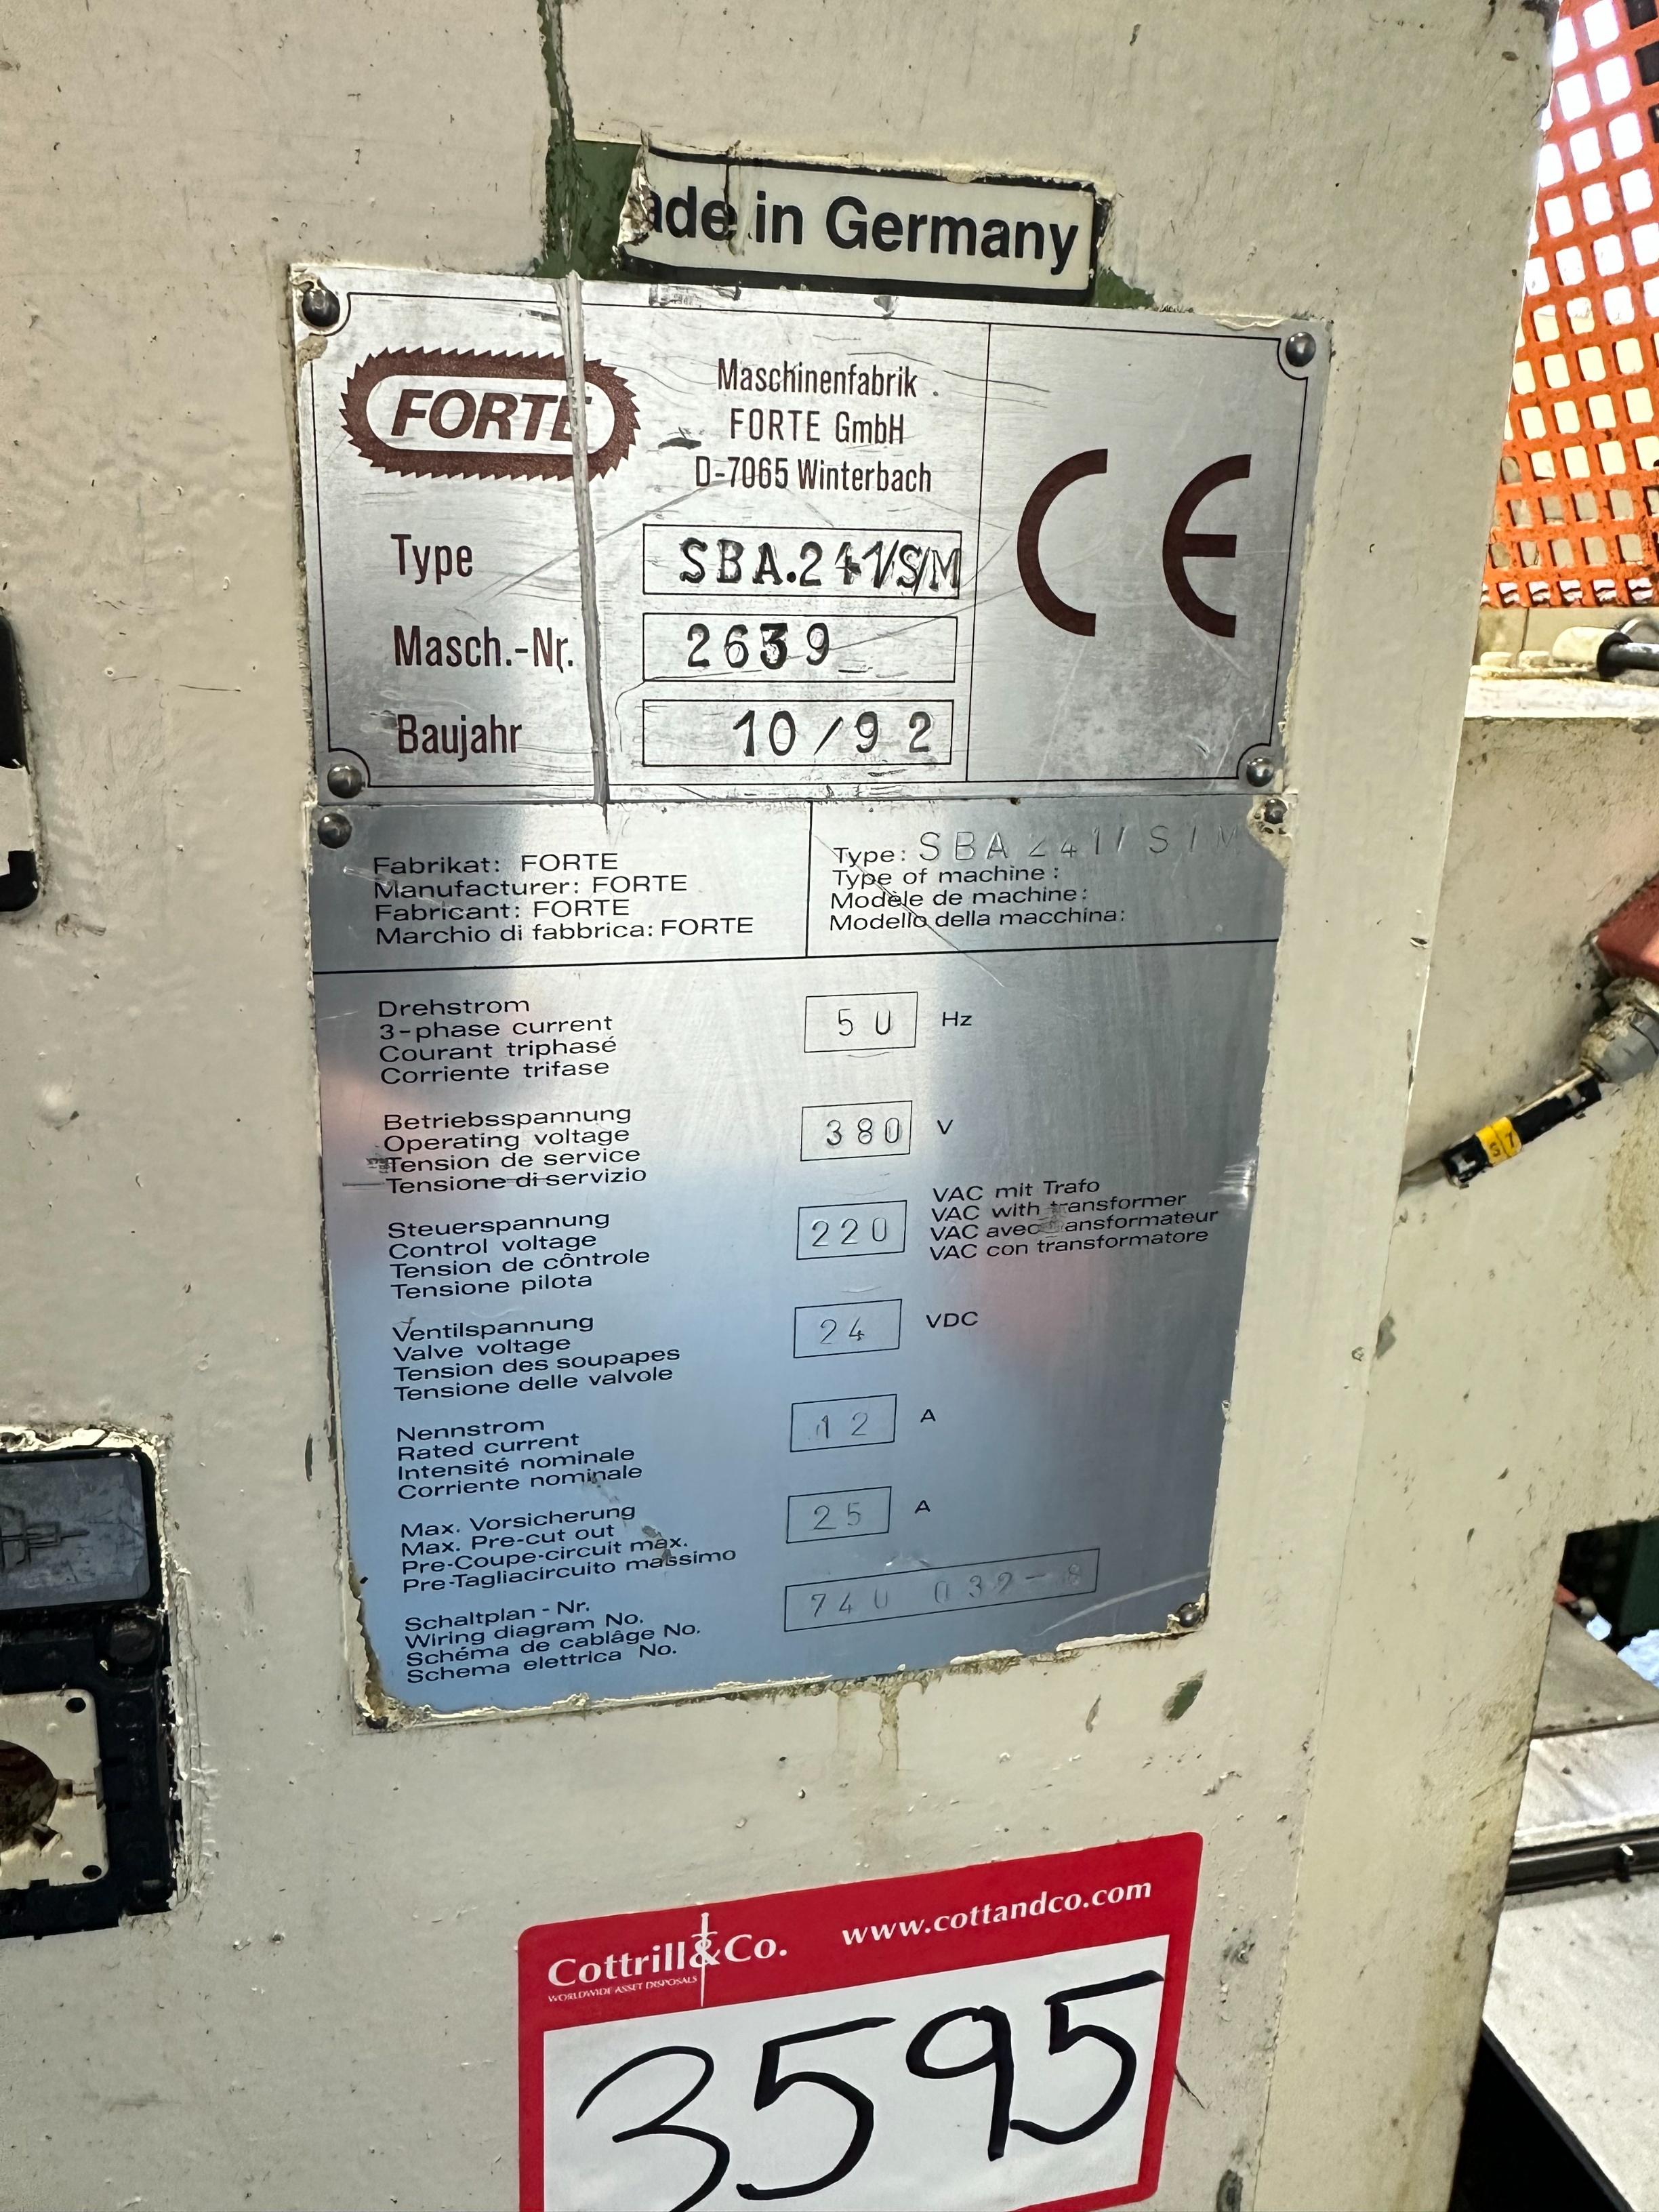 ade in Germany
FORTE
Maschinenfabrik
FORTE GmbH
D-7065 Winterbach
CE
Type SBA.241/S/M
Masch.-Nr. 2639
Baujahr 10/92
Fabrikat: FORTE
Manufacturer: FORTE
Fabricant: FORTE
Marchio di fabbrica: FORTE
Type: SBA 241/S/M
Type of machine:
Modèle de machine:
Modello della macchina:
Drehstrom
3-phase current
Courant triphasé
Corriente trifase
50 Hz
Betriebsspannung
Operating voltage
Tension de service
Tensione di servizio
380 V
Steuerspannung
Control voltage
Tension de côntrole
Tensione pilota
220
VAC mit Trafo
VAC with transformer
VAC avec transformateur
VAC con transformatore
Ventilspannung
Valve voltage
Tension des soupapes
Tensione delle valvole
24 VDC
Nennstrom
Rated current
Intensité nominale
Corriente nominale
12 A
Max. Vorsicherung
Max. Pre-cut out
Pre-Coupe-circuit max.
Pre-Tagliacircuito massimo
25 A
Schaltplan - Nr.
Wiring diagram No.
Schéma de cablâge No.
Schema elettrica No.
740 032-8
S7
Cottrill&Co.
WORLDWIDE ASSET DISPOSALS
www.cottandco.com
3595